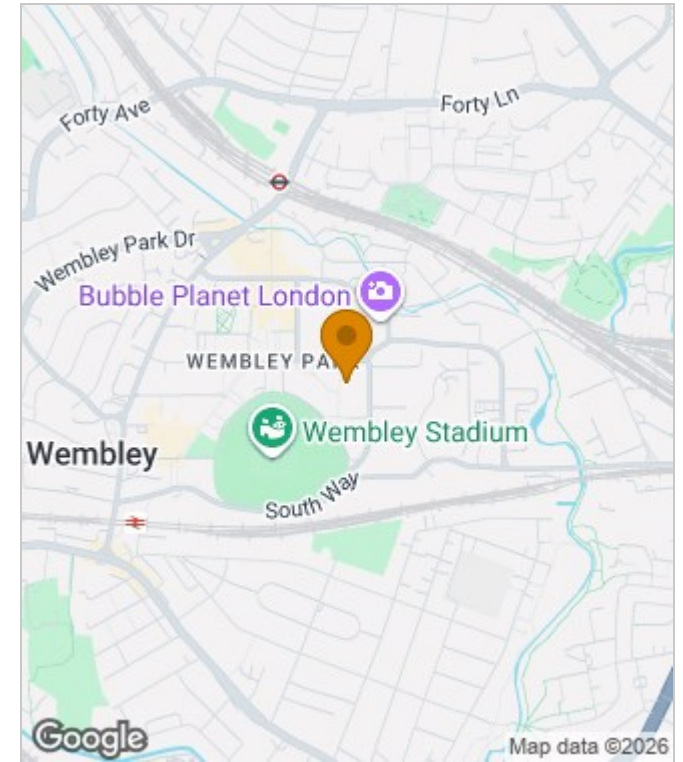 Forty Ave
Forty Ln
Wembley Park Dr
Bubble Planet London
WEMBLEY PA
Wembley Stadium
Wembley
South Way
Google
Map data ©2026